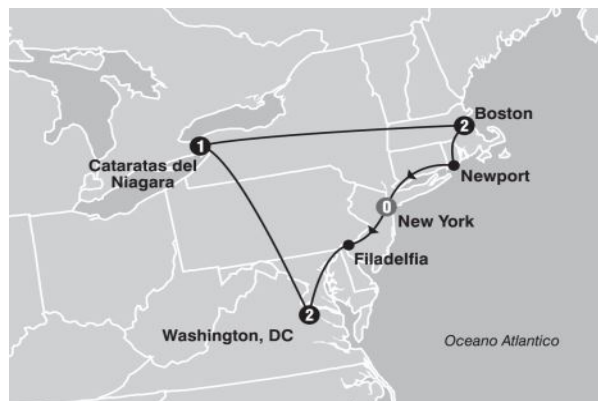 Boston
2
1
Cataratas del
Niagara
Newport
0
New York
Filadelfia
2
Washington, DC
Oceano Atlantico